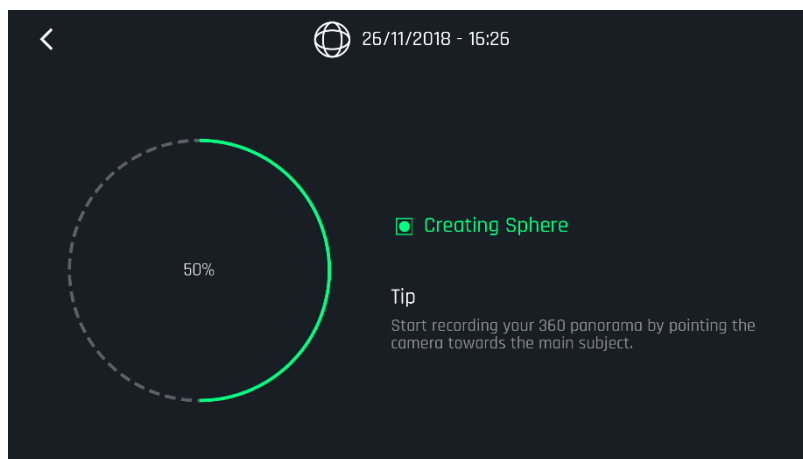 26/11/2018 - 16:26
50%
Creating Sphere
Tip
Start recording your 360 panorama by pointing the
camera towards the main subject.